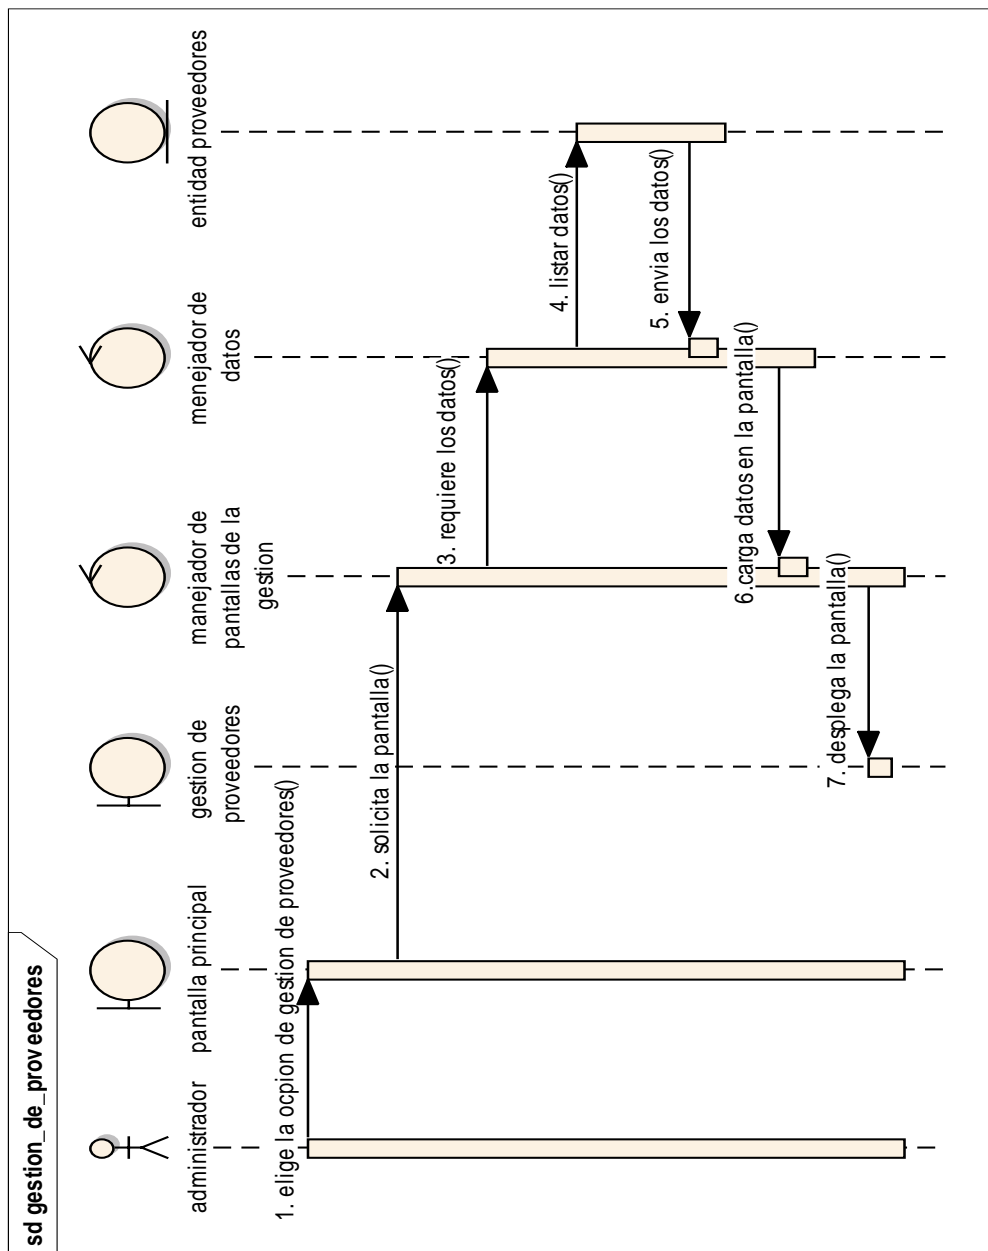 sd gestion_de_proveedores
administrador
pantalla principal
gestion de
proveedores
manejador de
pantallas de la
gestion
menejador de
datos
entidad proveedores
1. elige la ocpion de gestion de proveedores()
2. solicita la pantalla()
3. requiere los datos()
4. listar datos()
5. envia los datos()
6.carga datos en la pantalla()
7. desplega la pantalla()